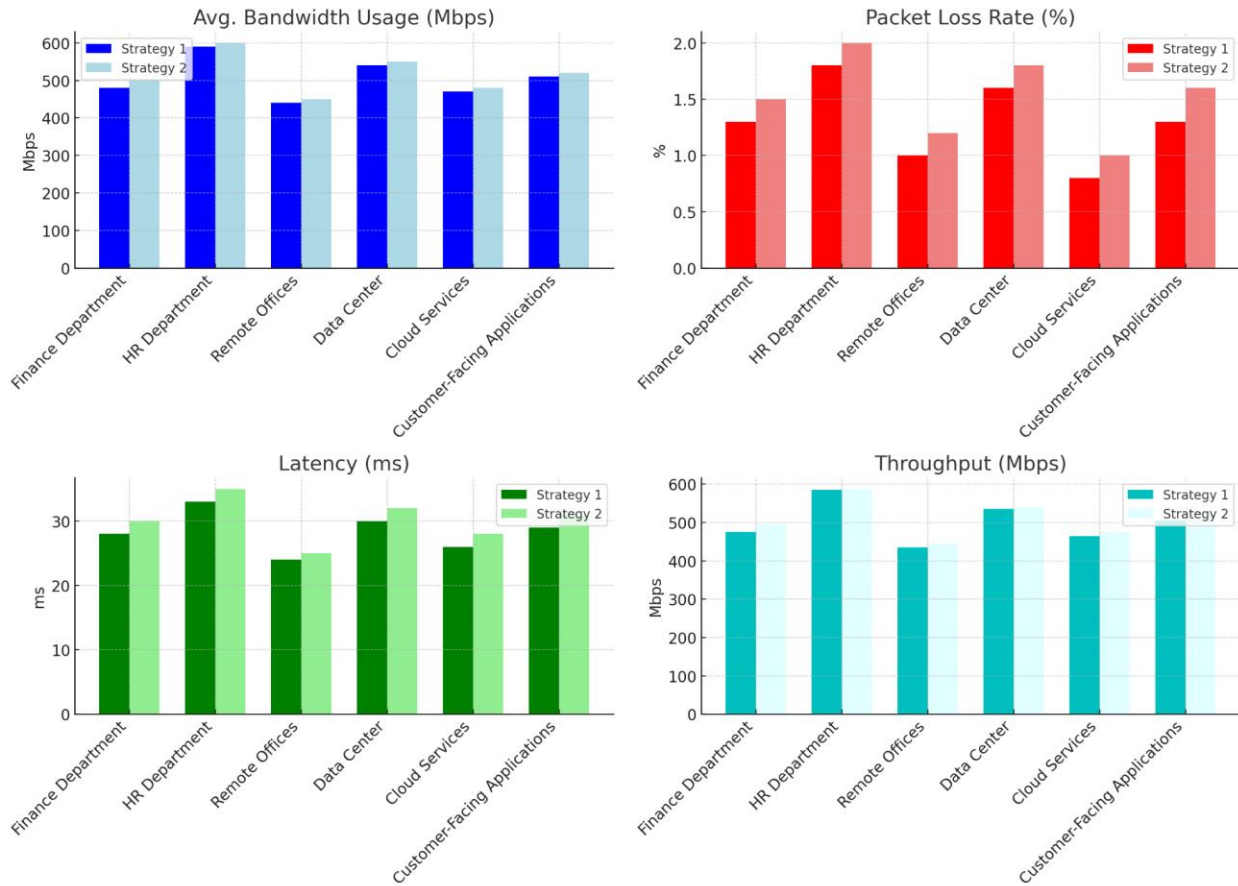 Avg. Bandwidth Usage (Mbps)
Strategy 1
Strategy 2
Mbps
600
500
400
300
200
100
0
Finance Department
HR Department
Remote Offices
Data Center
Cloud Services
Customer-Facing Applications
Packet Loss Rate (%)
Strategy 1
Strategy 2
%
2.0
1.5
1.0
0.5
0.0
Finance Department
HR Department
Remote Offices
Data Center
Cloud Services
Customer-Facing Applications
Latency (ms)
Strategy 1
Strategy 2
ms
30
20
10
0
Finance Department
HR Department
Remote Offices
Data Center
Cloud Services
Customer-Facing Applications
Throughput (Mbps)
Strategy 1
Strategy 2
Mbps
600
500
400
300
200
100
0
Finance Department
HR Department
Remote Offices
Data Center
Cloud Services
Customer-Facing Applications